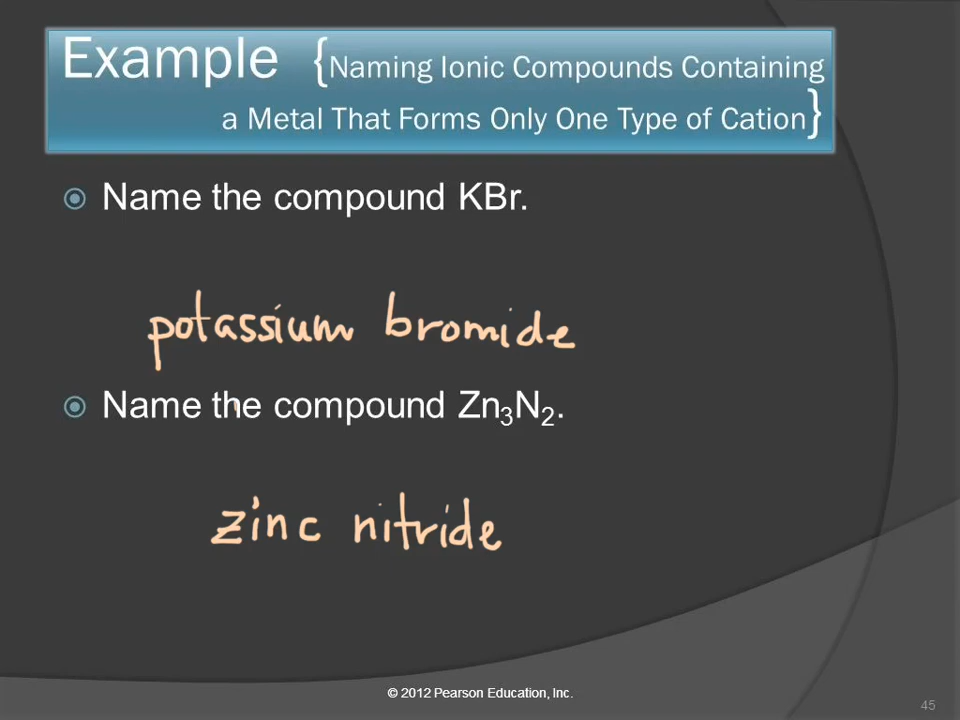 Example {Naming Ionic Compounds Containing
a Metal That Forms Only One Type of Cation}
Name the compound KBr.
potassium bromide
Name the compound Zn₃N₂.
zinc nitride
© 2012 Pearson Education, Inc.
45